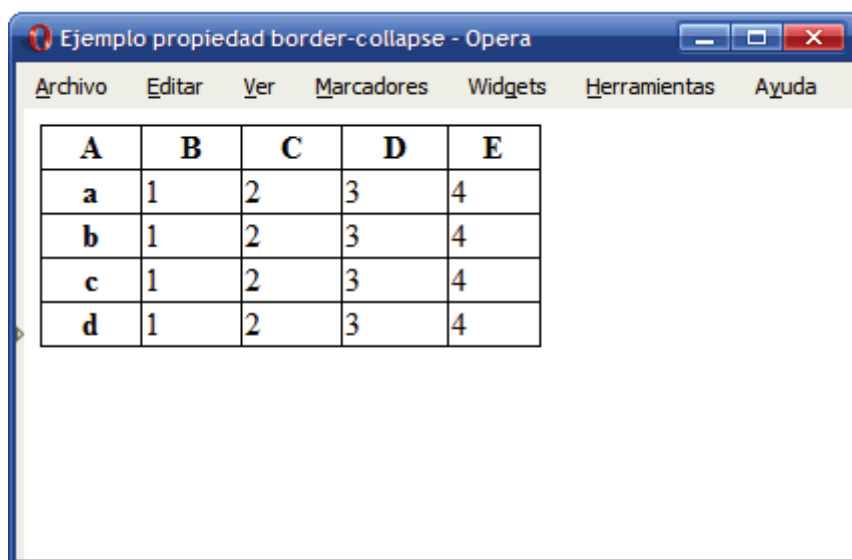 Ejemplo propiedad border-collapse - Opera
Archivo Editar Ver Marcadores Widgets Herramientas Ayuda
A B C D E
a 1 2 3 4
b 1 2 3 4
c 1 2 3 4
d 1 2 3 4